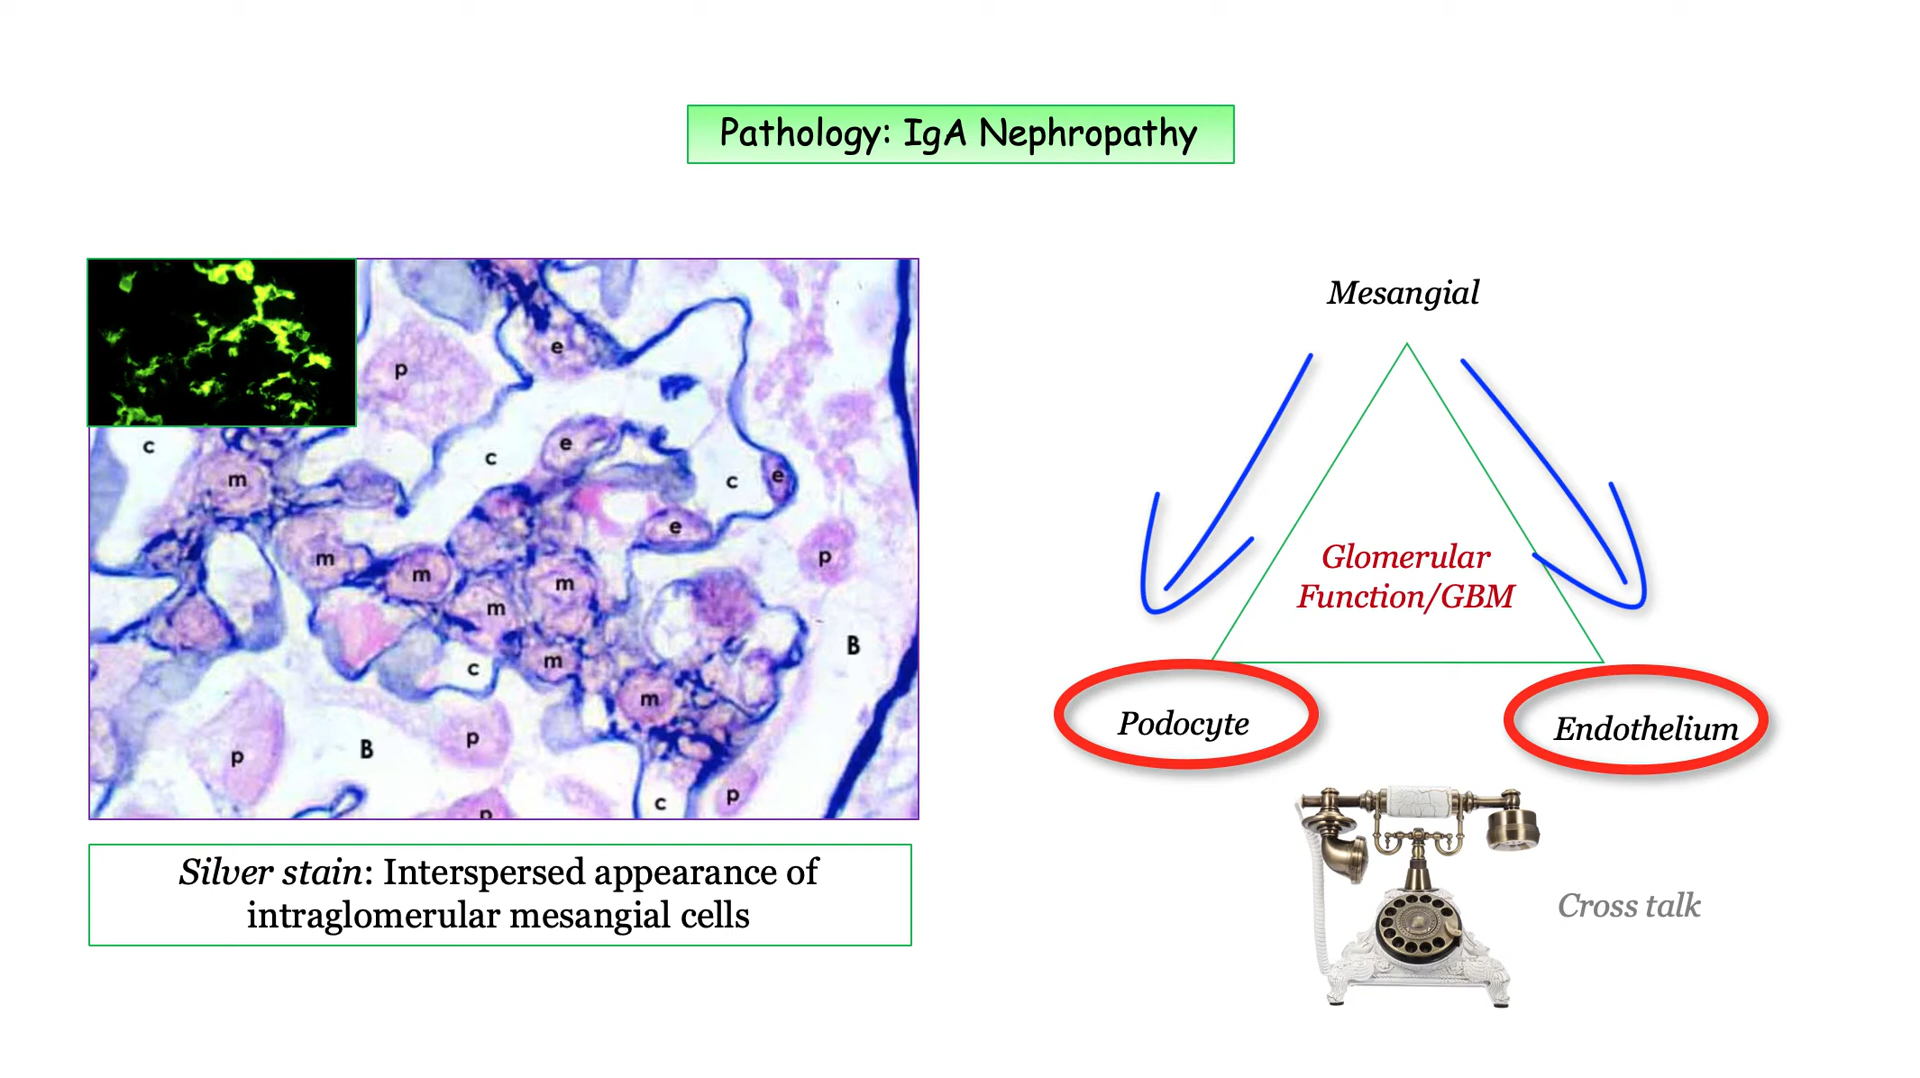 Pathology: IgA Nephropathy
e
p
c
m
c
e
c
e
e
m
m
m
m
p
m
c
m
B
p
B
p
p
c
p
Silver stain: Interspersed appearance of
intraglomerular mesangial cells
Mesangial
Glomerular
Function/GBM
Podocyte
Endothelium
Cross talk